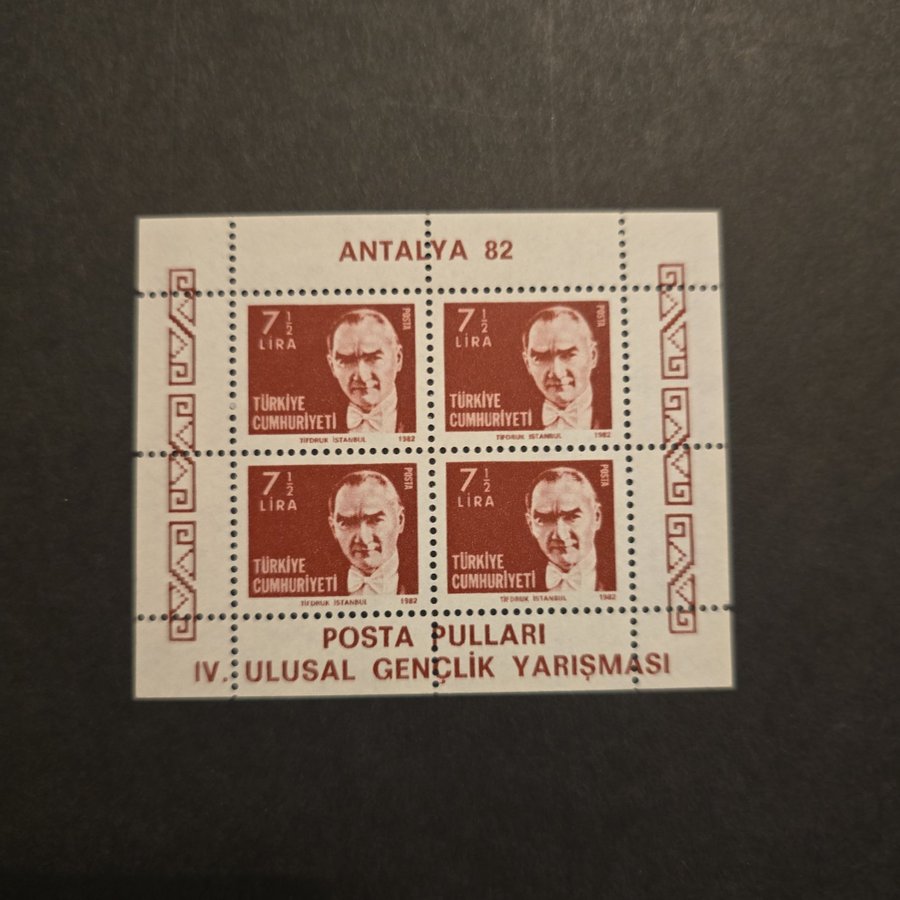 ANTALYA 82
7 1/2
LİRA
POSTA
TÜRKİYE
CUMHURİYETİ
TİFDRUK İSTANBUL 1982
7 1/2
LİRA
POSTA
TÜRKİYE
CUMHURİYETİ
TİFDRUK İSTANBUL 1982
7 1/2
LİRA
POSTA
TÜRKİYE
CUMHURİYETİ
TİFDRUK İSTANBUL 1982
7 1/2
LİRA
POSTA
TÜRKİYE
CUMHURİYETİ
TİFDRUK İSTANBUL 1982
POSTA PULLARI
IV. ULUSAL GENÇLİK YARIŞMASI